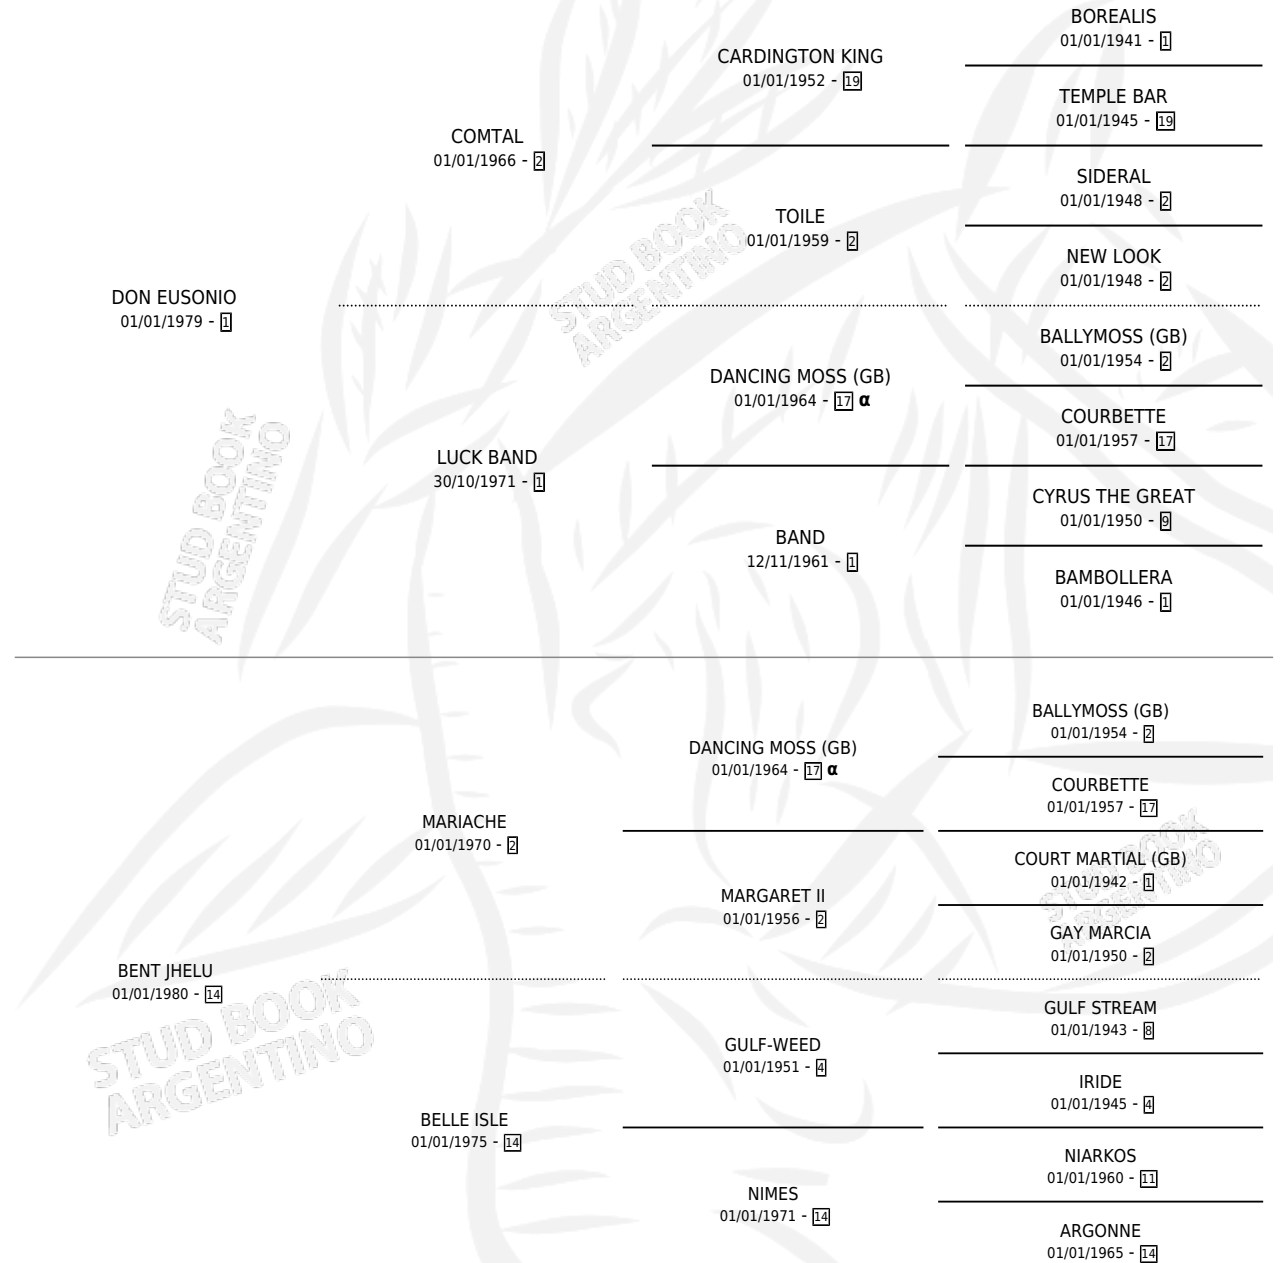 BOREALIS
01/01/1941 - 1
CARDINGTON KING
01/01/1952 - 19
TEMPLE BAR
01/01/1945 - 19
COMTAL
01/01/1966 - 2
SIDERAL
01/01/1948 - 2
TOILE
01/01/1959 - 2
NEW LOOK
01/01/1948 - 2
STUD BOOK
ARGENTINO
DON EUSONIO
01/01/1979 - 1
BALLYMOSS (GB)
01/01/1954 - 2
DANCING MOSS (GB)
01/01/1964 - 17 α
COURBETTE
01/01/1957 - 17
LUCK BAND
30/10/1971 - 1
CYRUS THE GREAT
01/01/1950 - 9
BAND
12/11/1961 - 1
BAMBOLLERA
01/01/1946 - 1
STUD BOOK
ARGENTINO
BALLYMOSS (GB)
01/01/1954 - 2
DANCING MOSS (GB)
01/01/1964 - 17 α
COURBETTE
01/01/1957 - 17
MARIACHE
01/01/1970 - 2
COURT MARTIAL (GB)
01/01/1942 - 1
MARGARET II
01/01/1956 - 2
GAY MARCIA
01/01/1950 - 2
STUD BOOK
ARGENTINO
BENT JHELU
01/01/1980 - 14
GULF STREAM
01/01/1943 - 8
GULF-WEED
01/01/1951 - 4
IRIDE
01/01/1945 - 4
STUD BOOK
ARGENTINO
BELLE ISLE
01/01/1975 - 14
NIARKOS
01/01/1960 - 11
NIMES
01/01/1971 - 14
ARGONNE
01/01/1965 - 14